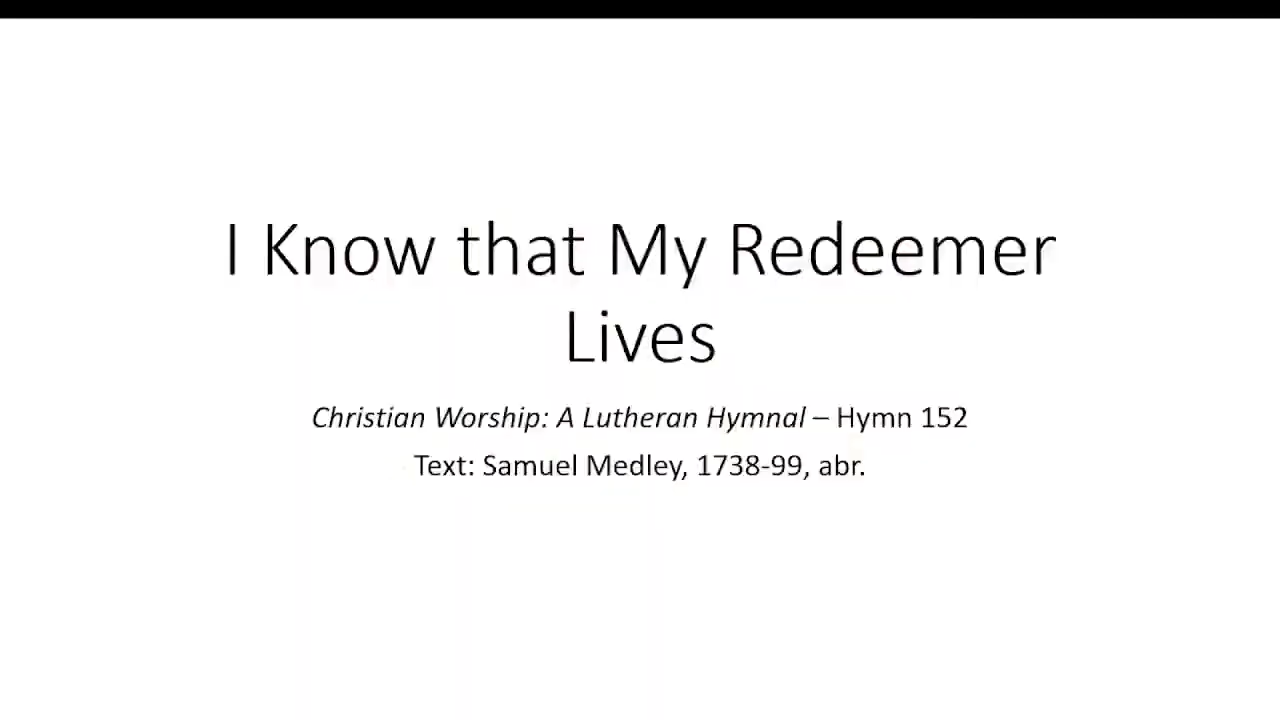 I Know that My Redeemer
Lives
Christian Worship: A Lutheran Hymnal – Hymn 152
Text: Samuel Medley, 1738-99, abr.